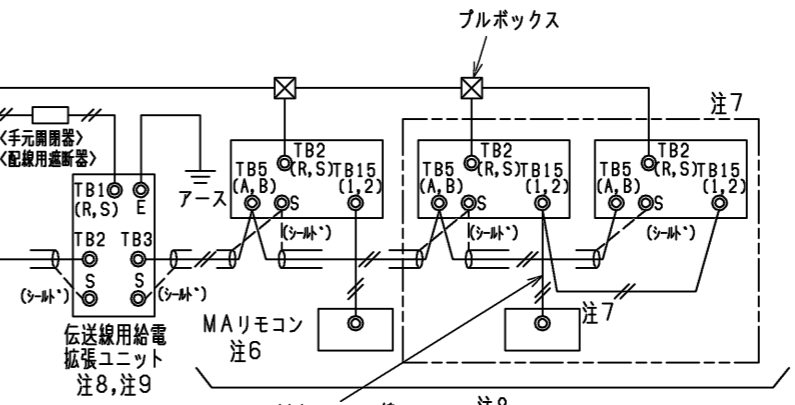 プルボックス
注7
<手元開閉器>
<配線用遮断器>
アース
TB1
(R,S)
E
TB2
TB3
S
S
(シールド)
(シールド)
伝送線用給電
拡張ユニット
注8,注9
TB5
(A,B)
TB2
(R,S)
TB15
(1,2)
S
(シールド)
TB5
(A,B)
TB2
(R,S)
TB15
(1,2)
S
(シールド)
TB5
(A,B)
TB2
(R,S)
TB15
(1,2)
S
(シールド)
MAリモコン
注6
注7